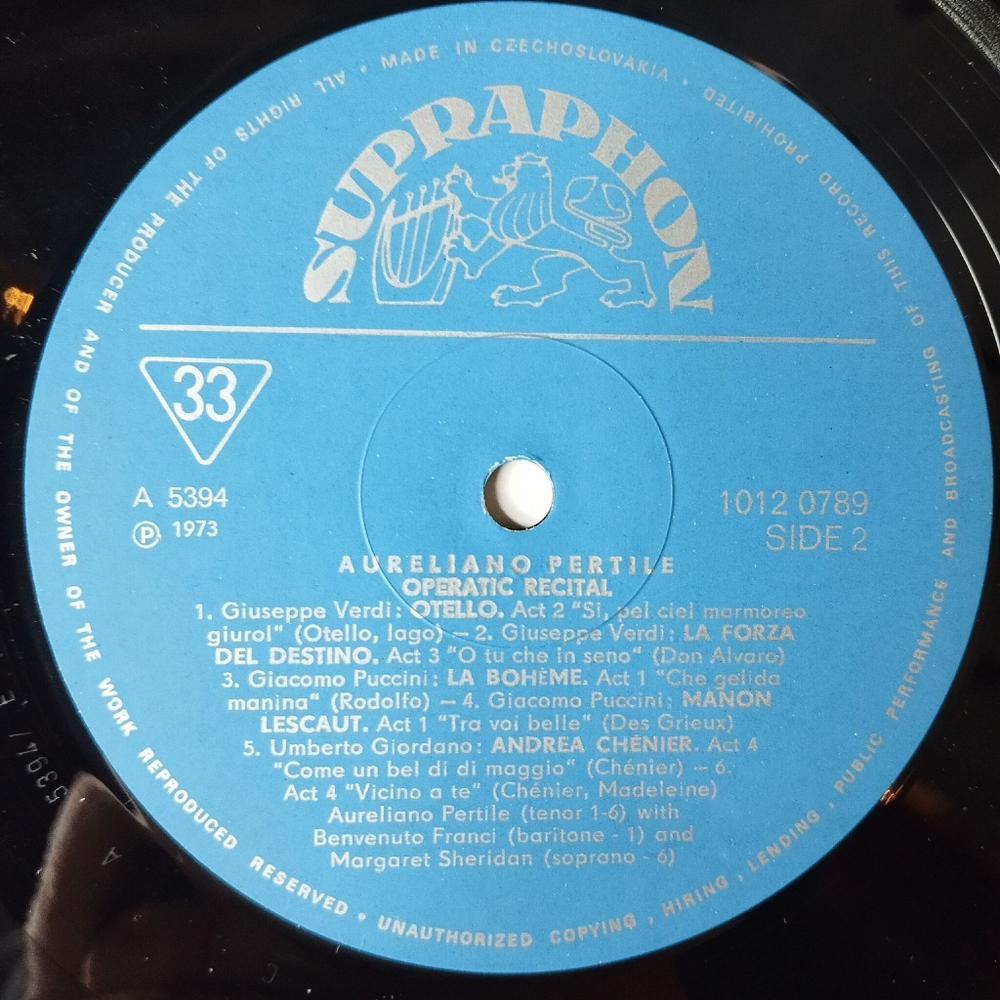 MADE IN CZECHOSLOVAKIA • ALL RIGHTS OF THE PRODUCER AND OF THE OWNER OF THE WORK REPRODUCED RESERVED • UNAUTHORIZED COPYING, HIRING, LENDING, PUBLIC PERFORMANCE AND BROADCASTING OF THIS RECORD PROHIBITED •
SUPRAPHON
33
A 5394
Ⓟ 1973
1012 0789
SIDE 2
AURELIANO PERTILE
OPERATIC RECITAL
1. Giuseppe Verdi: OTELLO. Act 2 "Si, pel ciel marmoreo
giurol" (Otello, Iago) — 2. Giuseppe Verdi: LA FORZA
DEL DESTINO. Act 3 "O tu che in seno" (Don Alvaro)
3. Giacomo Puccini: LA BOHÈME. Act 1 "Che gelida
manina" (Rodolfo) — 4. Giacomo Puccini: MANON
LESCAUT. Act 1 "Tra voi belle" (Des Grieux)
5. Umberto Giordano: ANDREA CHÉNIER. Act 4
"Come un bel di di maggio" (Chénier) — 6.
Act 4 "Vicino a te" (Chénier, Madeleine)
Aureliano Pertile (tenor 1-6) with
Benvenuto Franci (baritone - 1) and
Margaret Sheridan (soprano - 6)